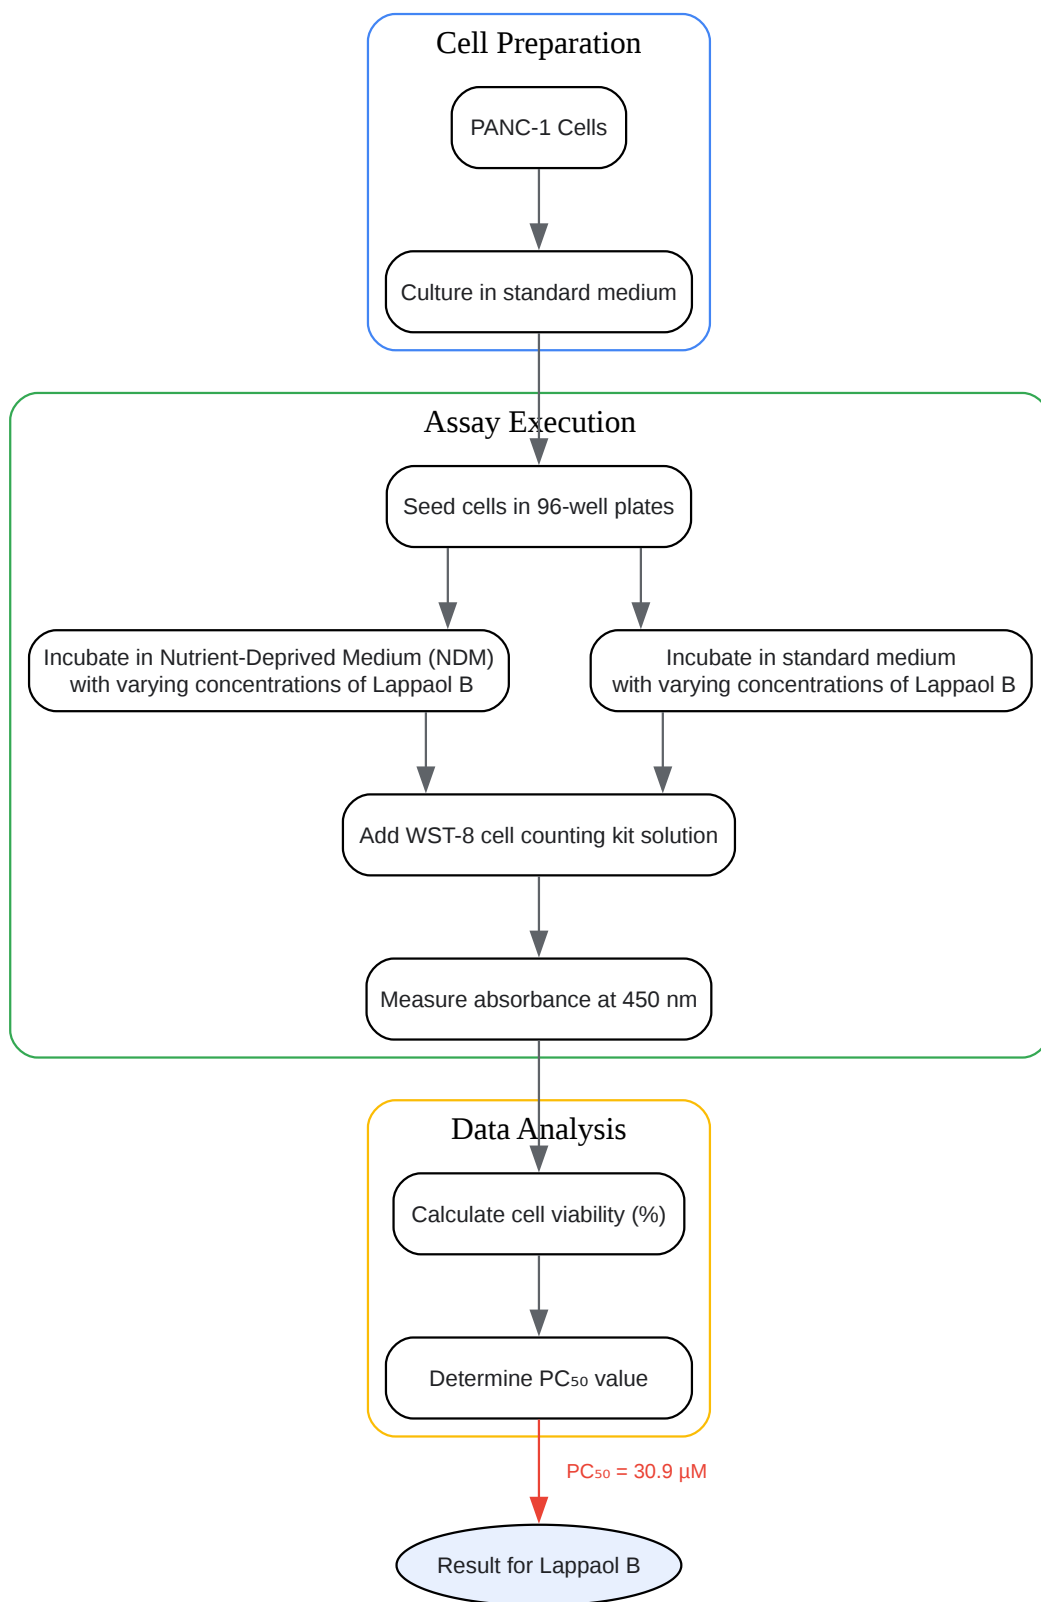 Cell Preparation
PANC-1 Cells
Culture in standard medium
Assay Execution
Seed cells in 96-well plates
Incubate in Nutrient-Deprived Medium (NDM)
with varying concentrations of Lappaol B
Incubate in standard medium
with varying concentrations of Lappaol B
Add WST-8 cell counting kit solution
Measure absorbance at 450 nm
Data Analysis
Calculate cell viability (%)
Determine PC₅₀ value
PC₅₀ = 30.9 µM
Result for Lappaol B